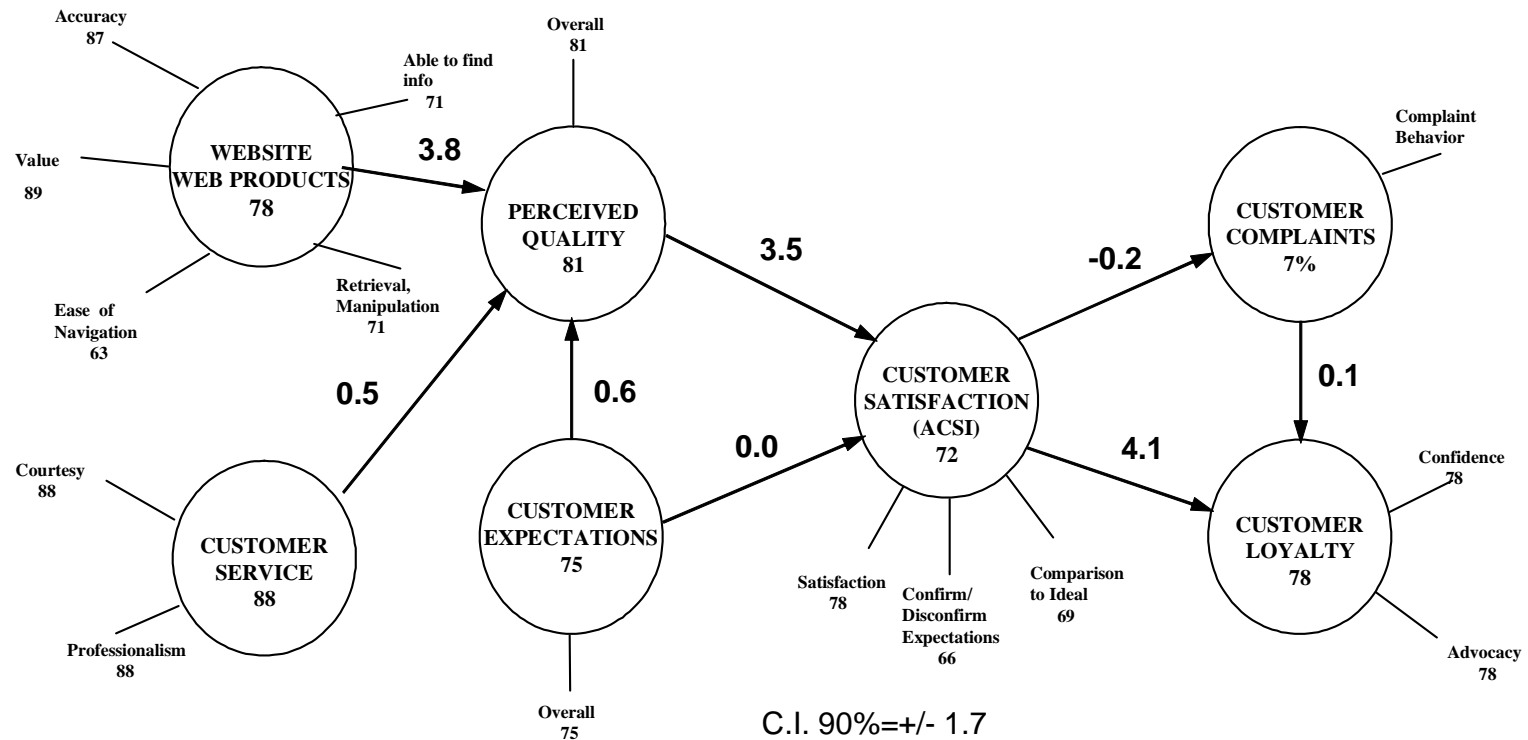 Accuracy
87
Able to find
info
71
Value
89
WEBSITE
WEB PRODUCTS
78
Ease of
Navigation
63
Retrieval,
Manipulation
71
3.8
Overall
81
PERCEIVED
QUALITY
81
0.5
0.6
Courtesy
88
CUSTOMER
SERVICE
88
Professionalism
88
CUSTOMER
EXPECTATIONS
75
Overall
75
3.5
0.0
CUSTOMER
SATISFACTION
(ACSI)
72
Satisfaction
78
Confirm/
Disconfirm
Expectations
66
Comparison
to Ideal
69
-0.2
4.1
Complaint
Behavior
CUSTOMER
COMPLAINTS
7%
0.1
Confidence
78
CUSTOMER
LOYALTY
78
Advocacy
78
C.I. 90%=+/- 1.7